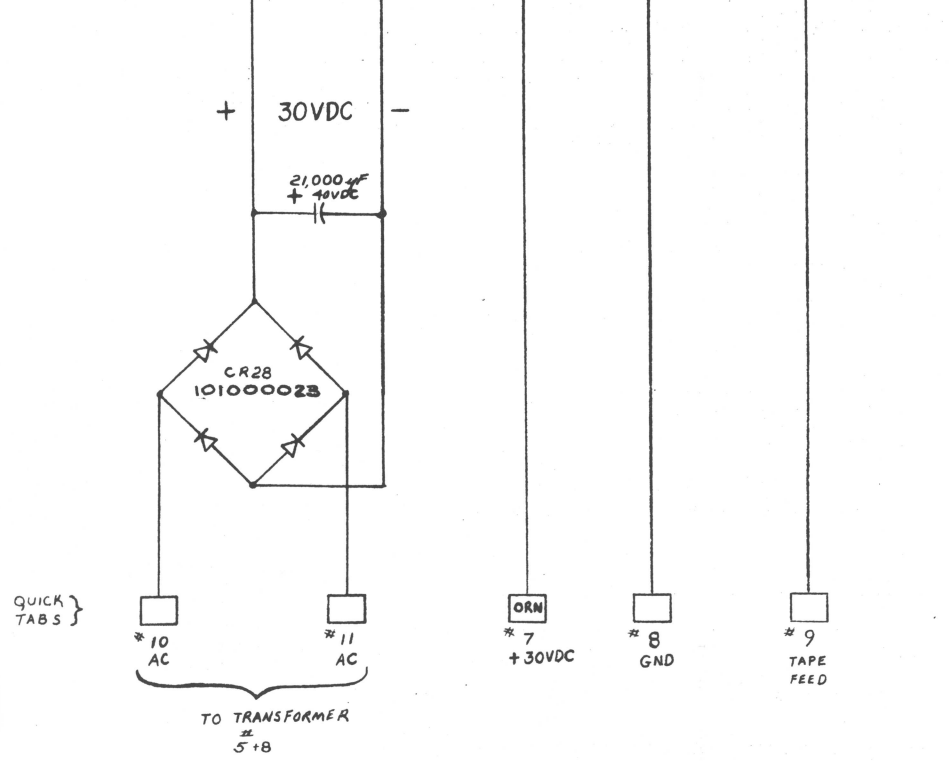 + 30VDC -
21,000 µF
+ 40VDC
CR28
101000023
QUICK
TABS
ORN
#10
AC
#11
AC
#7
+30VDC
#8
GND
#9
TAPE
FEED
TO TRANSFORMER
#
5+8